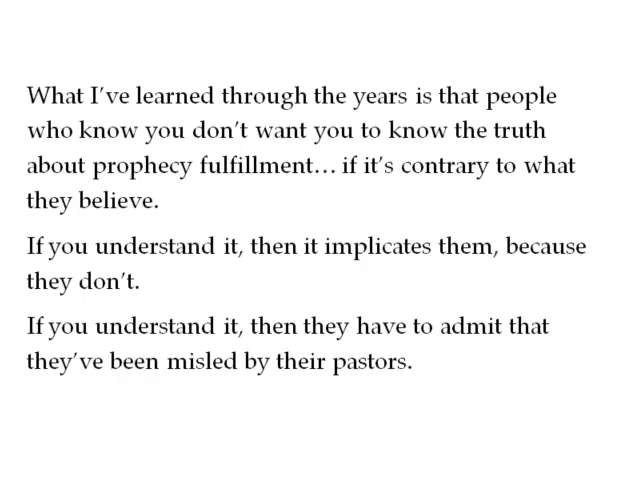 What I’ve learned through the years is that people
who know you don’t want you to know the truth
about prophecy fulfillment… if it’s contrary to what
they believe.
If you understand it, then it implicates them, because
they don’t.
If you understand it, then they have to admit that
they’ve been misled by their pastors.